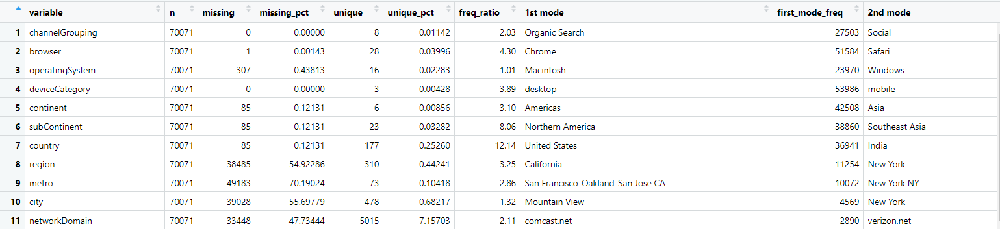 variable n missing missing_pct unique unique_pct freq_ratio 1st mode first_mode_freq 2nd mode
1 channelGrouping 70071 0 0.00000 8 0.01142 2.03 Organic Search 27503 Social
2 browser 70071 1 0.00143 28 0.03996 4.30 Chrome 51584 Safari
3 operatingSystem 70071 307 0.43813 16 0.02283 1.01 Macintosh 23970 Windows
4 deviceCategory 70071 0 0.00000 3 0.00428 3.89 desktop 53986 mobile
5 continent 70071 85 0.12131 6 0.00856 3.10 Americas 42508 Asia
6 subContinent 70071 85 0.12131 23 0.03282 8.06 Northern America 38860 Southeast Asia
7 country 70071 85 0.12131 177 0.25260 12.14 United States 36941 India
8 region 70071 38485 54.92286 310 0.44241 3.25 California 11254 New York
9 metro 70071 49183 70.19024 73 0.10418 2.86 San Francisco-Oakland-San Jose CA 10072 New York NY
10 city 70071 39028 55.69779 478 0.68217 1.32 Mountain View 4569 New York
11 networkDomain 70071 33448 47.73444 5015 7.15703 2.11 comcast.net 2890 verizon.net